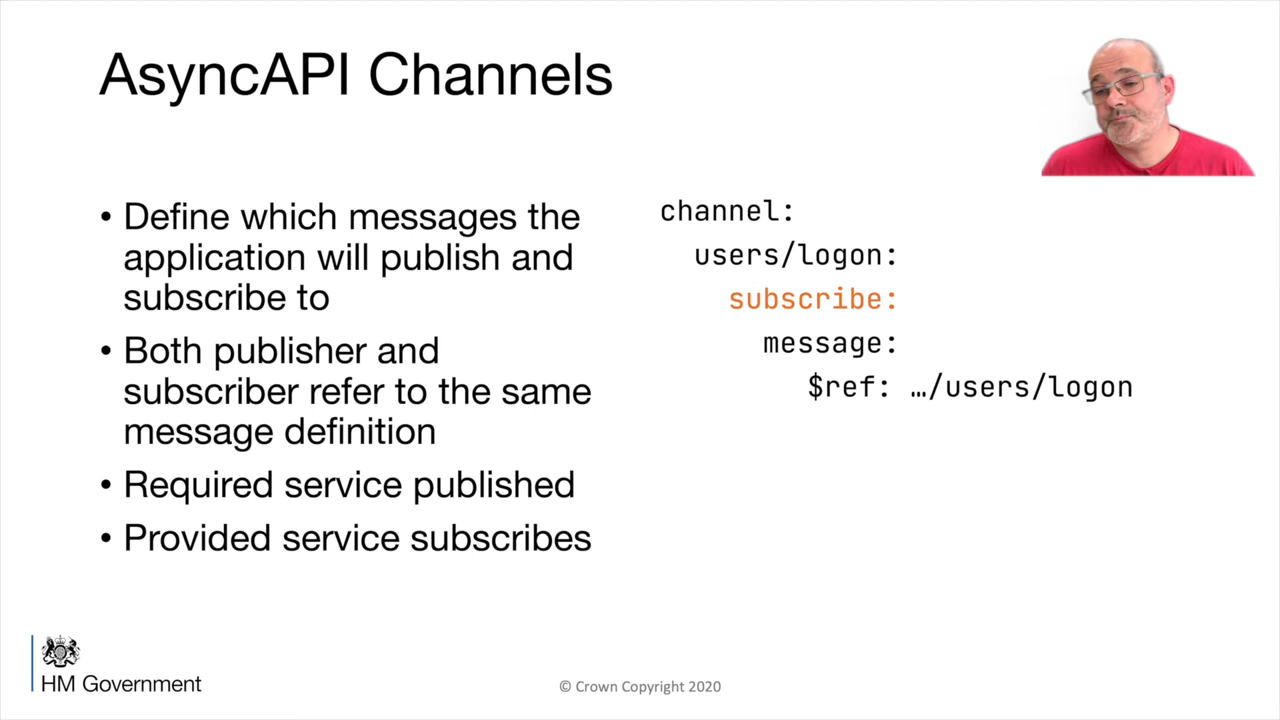 AsyncAPI Channels
• Define which messages the
application will publish and
subscribe to
• Both publisher and
subscriber refer to the same
message definition
• Required service published
• Provided service subscribes
channel:
users/logon:
subscribe:
message:
$ref: …/users/logon
HM Government
© Crown Copyright 2020